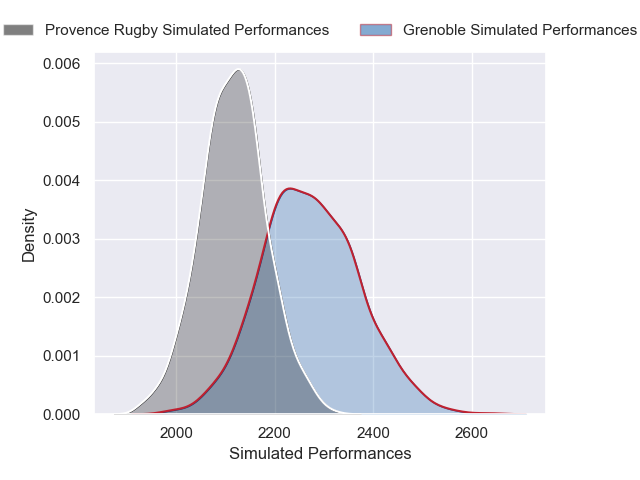 Provence Rugby Simulated Performances Grenoble Simulated Performances
0.006
0.005
0.004
0.003
0.002
0.001
0.000
Density
2000 2200 2400 2600
Simulated Performances